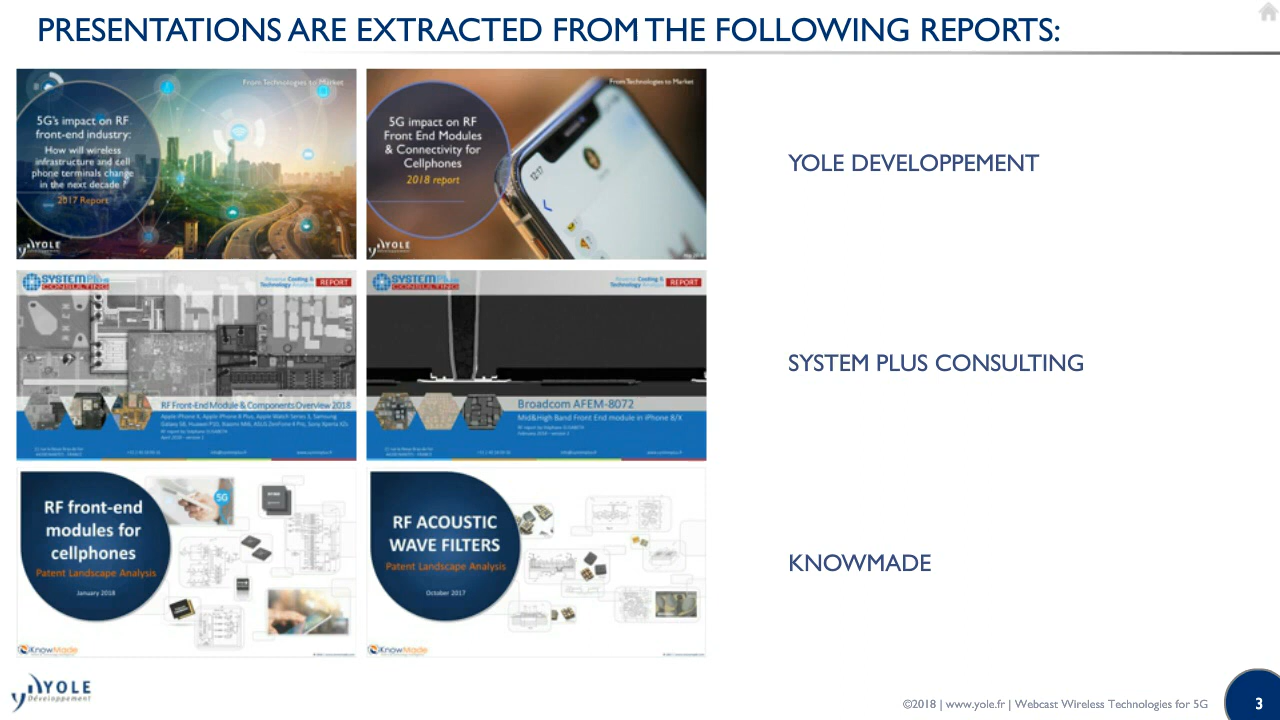 PRESENTATIONS ARE EXTRACTED FROM THE FOLLOWING REPORTS:
From Technologies to Market
5G's impact on RF
front-end industry:
How will wireless
infrastructure and cell
phone terminals change
in the next decade ?
2017 Report
YOLE
From Technologies to Market
5G impact on RF
Front End Modules
& Connectivity for
Cellphones
2018 report
12:17
YOLE
YOLE DEVELOPPEMENT
SYSTEM Plus
CONSULTING
Reverse Costing &
Technology Analysis REPORT
RF Front-End Module & Components Overview 2018
Apple iPhone X, Apple iPhone 8 Plus, Apple Watch Series 3, Samsung
Galaxy S8, Huawei P10, Xiaomi Mi6, ASUS ZenFone 4 Pro, Sony Xperia XZs
April 2018 - version 1
SYSTEM Plus
CONSULTING
Reverse Costing &
Technology Analysis REPORT
Broadcom AFEM-8072
Mid&High Band Front End module in iPhone 8/X
SYSTEM PLUS CONSULTING
RF front-end
modules for
cellphones
Patent Landscape Analysis
January 2018
5G
KnowMade
RF ACOUSTIC
WAVE FILTERS
Patent Landscape Analysis
October 2017
KnowMade
KNOWMADE
YOLE
Développement
©2018 | www.yole.fr | Webcast Wireless Technologies for 5G
3